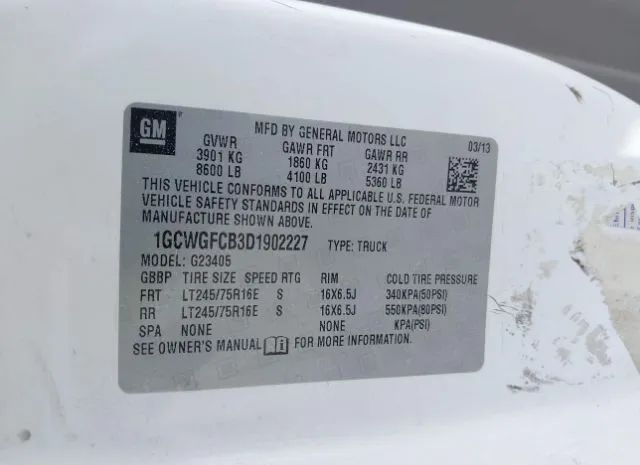 GM
MFD BY GENERAL MOTORS LLC 03/13
GVWR GAWR FRT GAWR RR
3901 KG 1860 KG 2431 KG
8600 LB 4100 LB 5360 LB
THIS VEHICLE CONFORMS TO ALL APPLICABLE U.S. FEDERAL MOTOR
VEHICLE SAFETY STANDARDS IN EFFECT ON THE DATE OF
MANUFACTURE SHOWN ABOVE.
1GCWGFCB3D1902227 TYPE: TRUCK
MODEL: G23405
GBBP TIRE SIZE SPEED RTG RIM COLD TIRE PRESSURE
FRT LT245/75R16E S 16X6.5J 340KPA(50PSI)
RR LT245/75R16E S 16X6.5J 550KPA(80PSI)
SPA NONE NONE KPA(PSI)
SEE OWNER'S MANUAL FOR MORE INFORMATION.